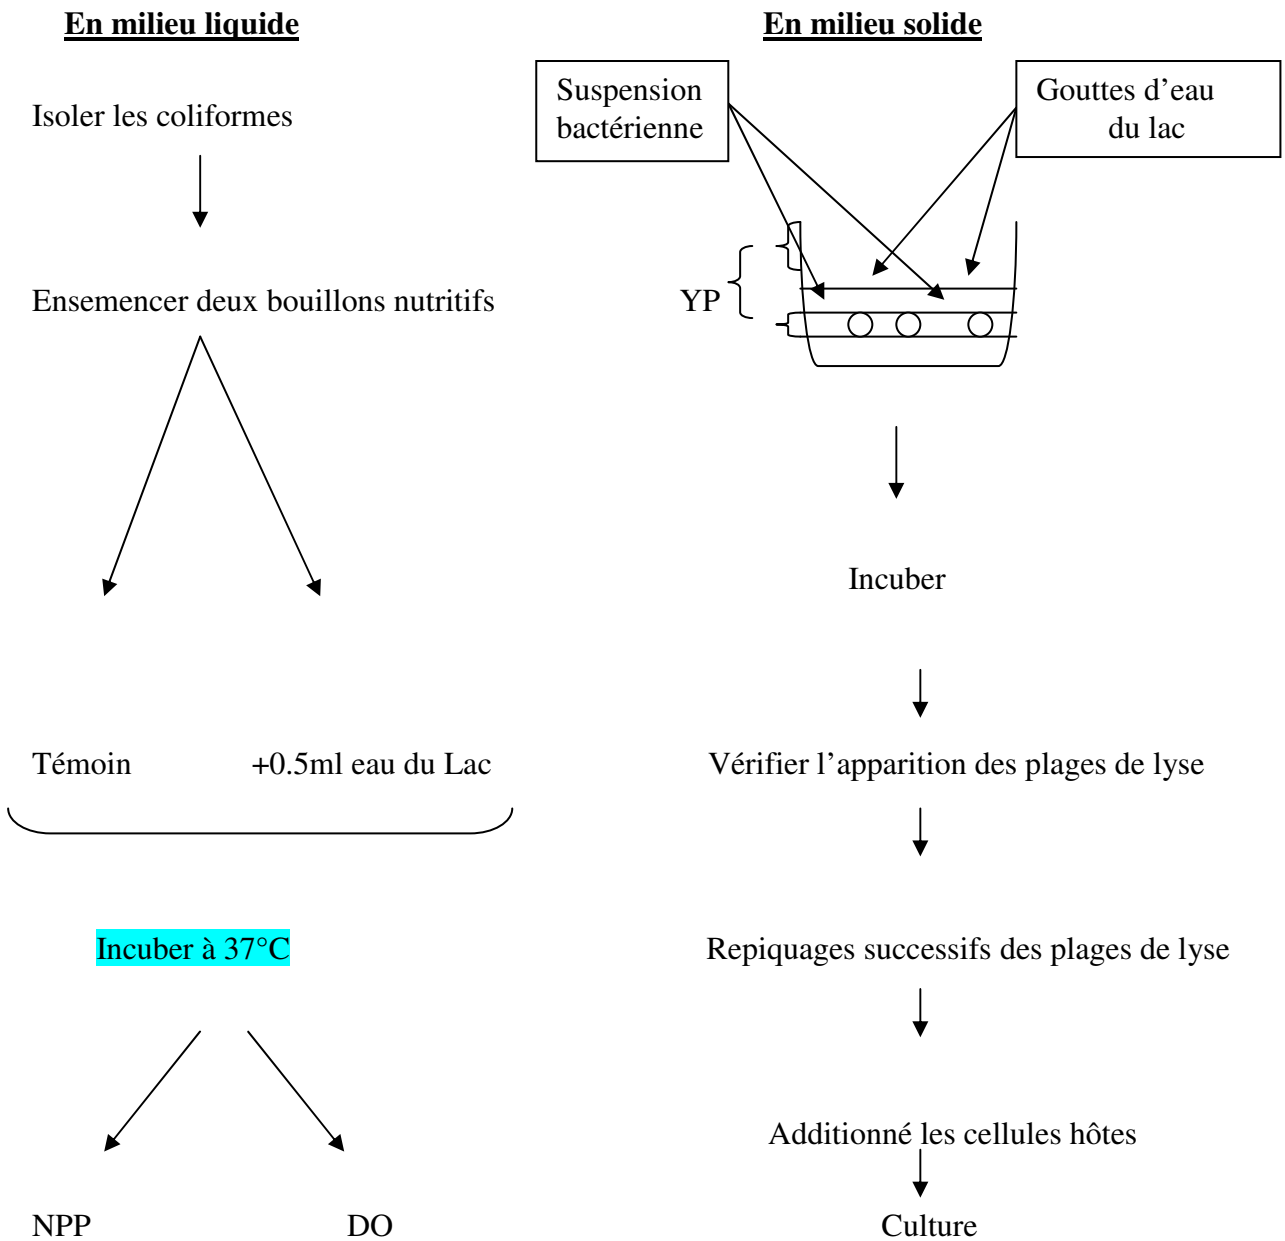 En milieu liquide
Isoler les coliformes
Ensemencer deux bouillons nutritifs
Témoin
+0.5ml eau du Lac
Incuber à 37°C
NPP
DO
En milieu solide
Suspension
bactérienne
Gouttes d’eau
du lac
YP
Incuber
Vérifier l’apparition des plages de lyse
Repiquages successifs des plages de lyse
Additionné les cellules hôtes
Culture